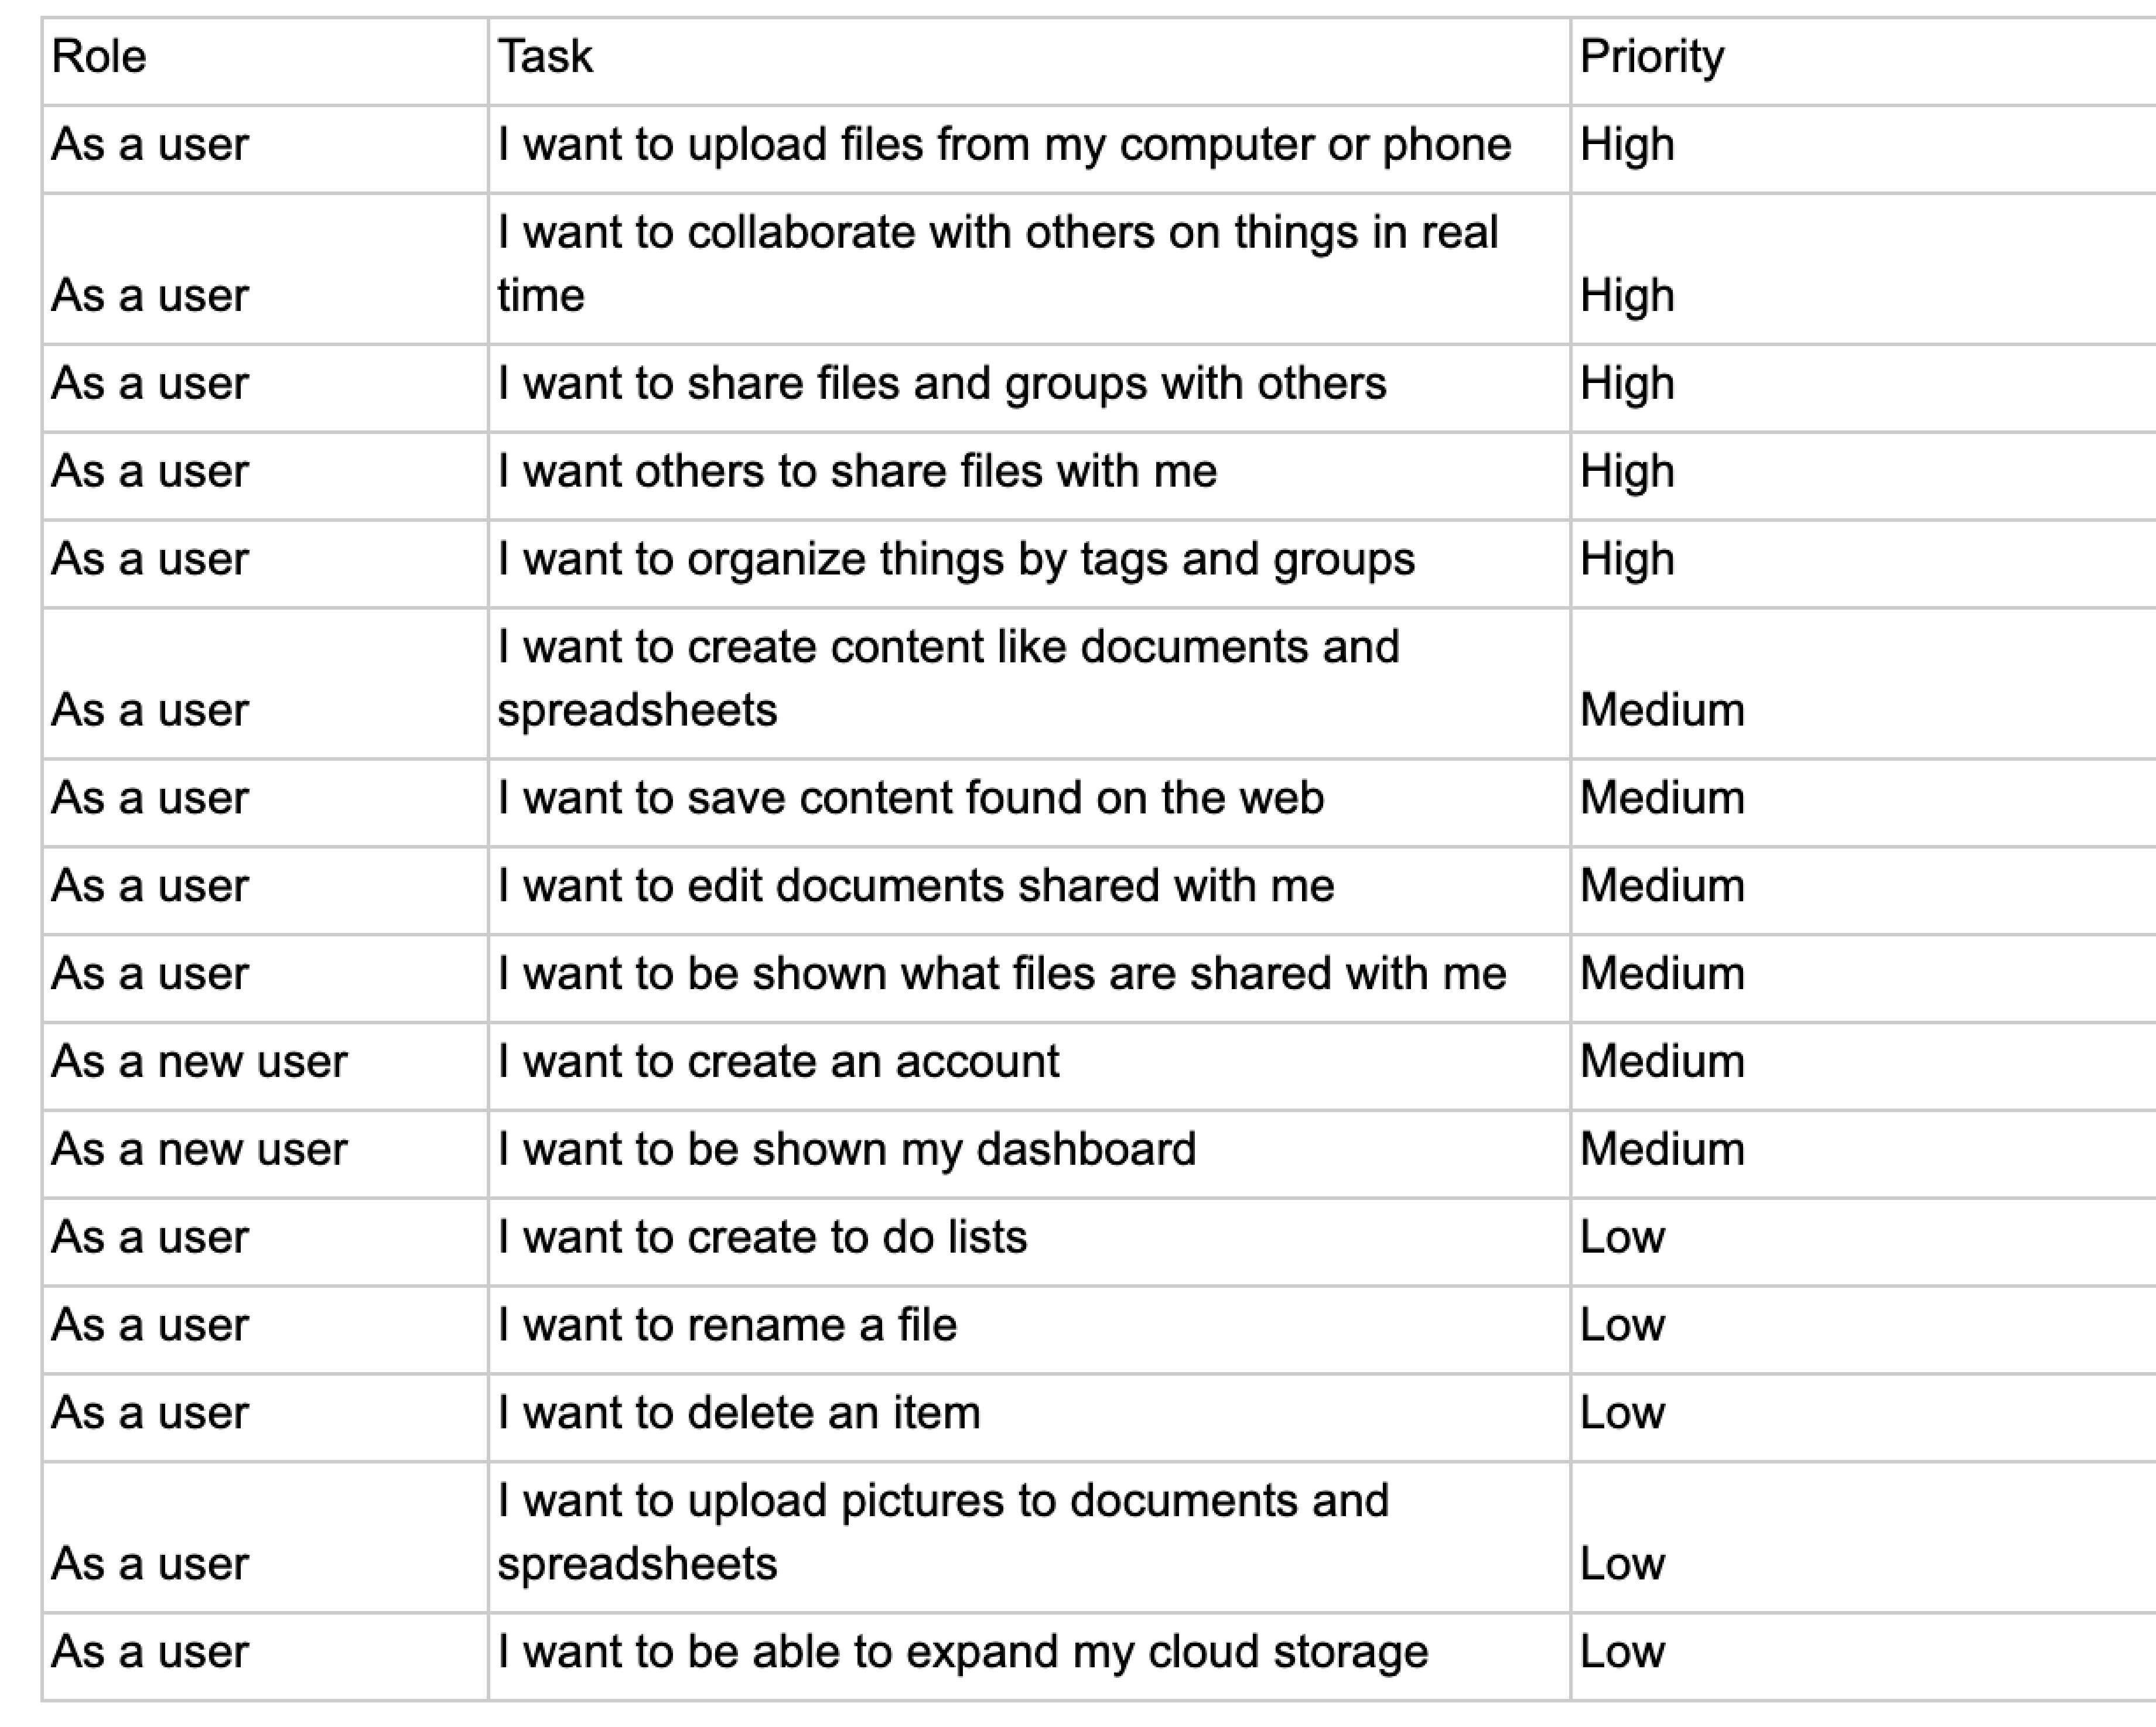 Role Task Priority
As a user I want to upload files from my computer or phone High
I want to collaborate with others on things in real
As a user time High
As a user I want to share files and groups with others High
As a user I want others to share files with me High
As a user I want to organize things by tags and groups High
I want to create content like documents and
As a user spreadsheets Medium
As a user I want to save content found on the web Medium
As a user I want to edit documents shared with me Medium
As a user I want to be shown what files are shared with me Medium
As a new user I want to create an account Medium
As a new user I want to be shown my dashboard Medium
As a user I want to create to do lists Low
As a user I want to rename a file Low
As a user I want to delete an item Low
I want to upload pictures to documents and
As a user spreadsheets Low
As a user I want to be able to expand my cloud storage Low